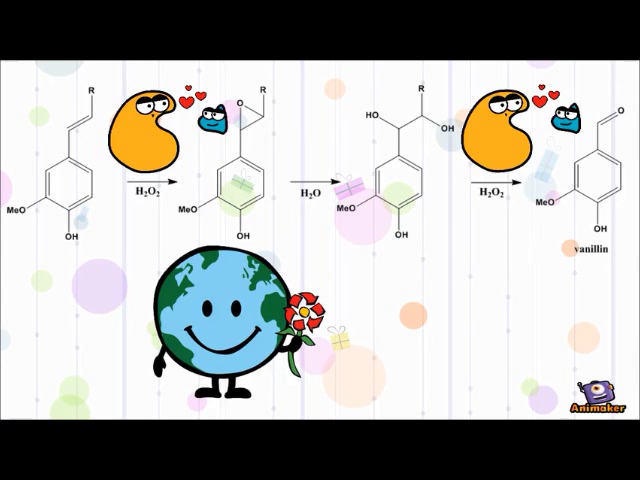 R
MeO
OH
H₂O₂
O
R
MeO
OH
H₂O
HO
R
OH
MeO
OH
H₂O₂
O
MeO
OH
vanillin
Animaker